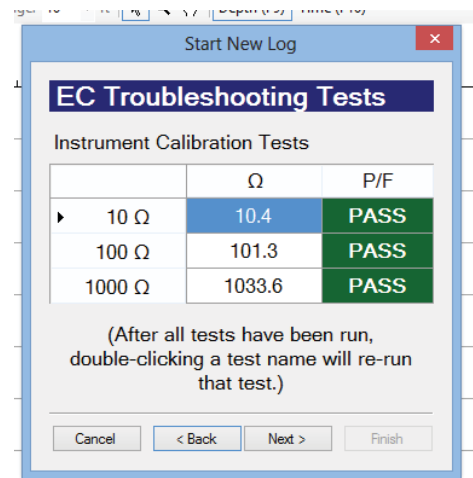 Depth (F9)
Start New Log
EC Troubleshooting Tests
Instrument Calibration Tests
Ω P/F
10 Ω 10.4 PASS
100 Ω 101.3 PASS
1000 Ω 1033.6 PASS
(After all tests have been run,
double-clicking a test name will re-run
that test.)
Cancel < Back Next > Finish